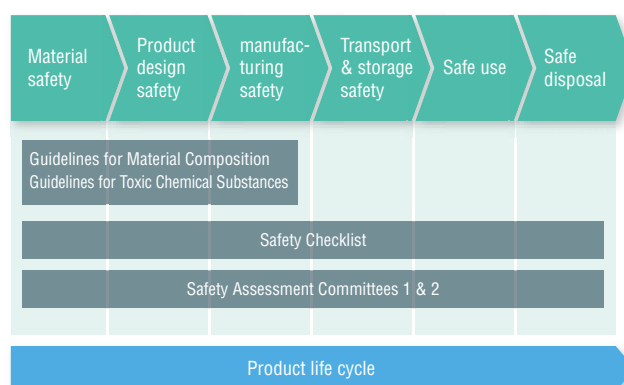 Material
safety
Product
design
safety
manufac-
turing
safety
Transport
& storage
safety
Safe use
Safe
disposal
Guidelines for Material Composition
Guidelines for Toxic Chemical Substances
Safety Checklist
Safety Assessment Committees 1 & 2
Product life cycle